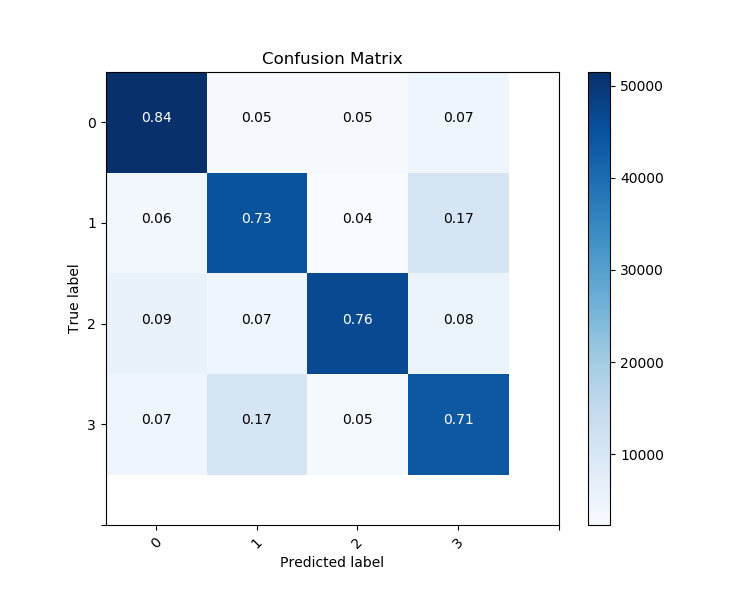 Confusion Matrix
0 0.84 0.05 0.05 0.07
1 0.06 0.73 0.04 0.17
2 0.09 0.07 0.76 0.08
3 0.07 0.17 0.05 0.71
0 1 2 3
True label
Predicted label
50000
40000
30000
20000
10000